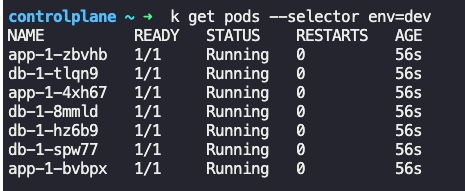 controlplane ~ ➜  k get pods --selector env=dev
NAME          READY   STATUS    RESTARTS   AGE
app-1-zbvhb   1/1     Running   0          56s
db-1-tlqn9    1/1     Running   0          56s
app-1-4xh67   1/1     Running   0          56s
db-1-8mmld    1/1     Running   0          56s
db-1-hz6b9    1/1     Running   0          56s
db-1-spw77    1/1     Running   0          56s
app-1-bvbpx   1/1     Running   0          56s